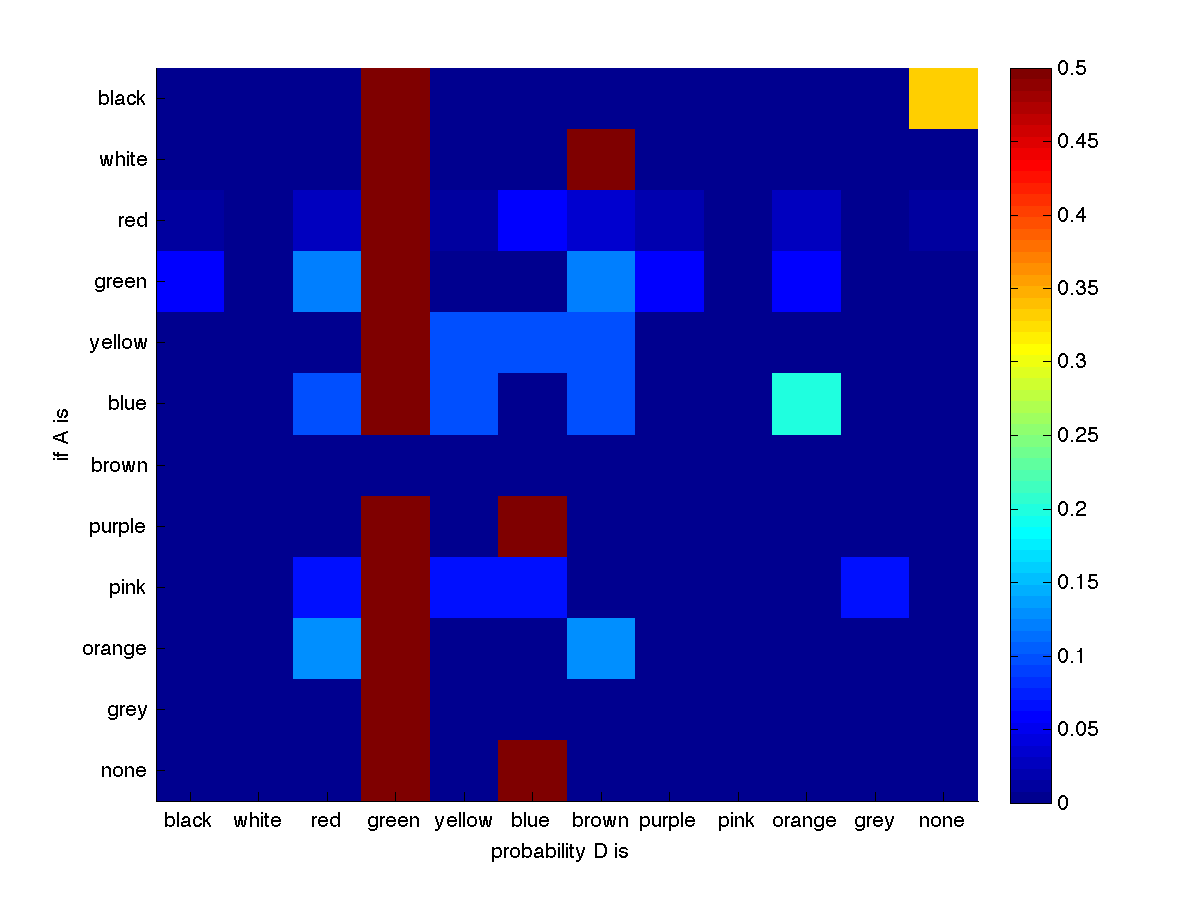 black
white
red
green
yellow
blue
brown
purple
pink
orange
grey
none
if A is
black white red green yellow blue brown purple pink orange grey none
probability D is
0.5
0.45
0.4
0.35
0.3
0.25
0.2
0.15
0.1
0.05
0